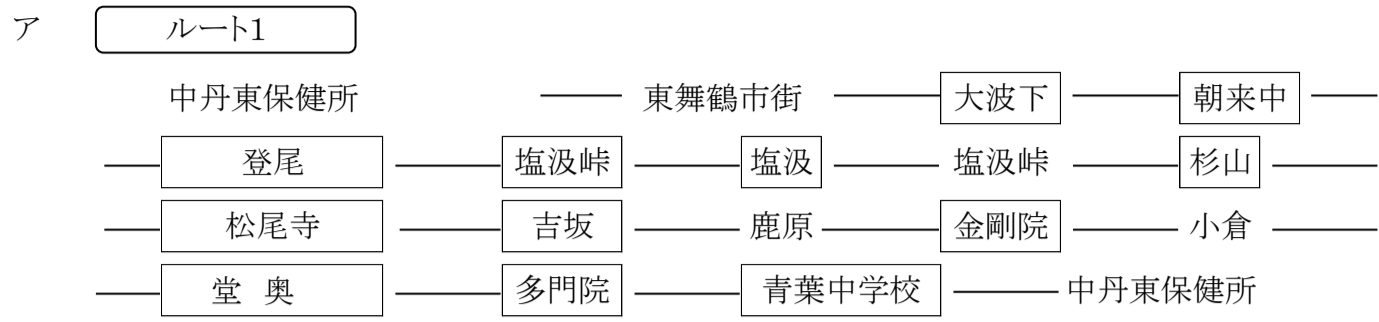 ア ルート1
中丹東保健所 東舞鶴市街 大波下 朝来中
登尾 塩汲峠 塩汲 塩汲峠 杉山
松尾寺 吉坂 鹿原 金剛院 小倉
堂 奥 多門院 青葉中学校 中丹東保健所